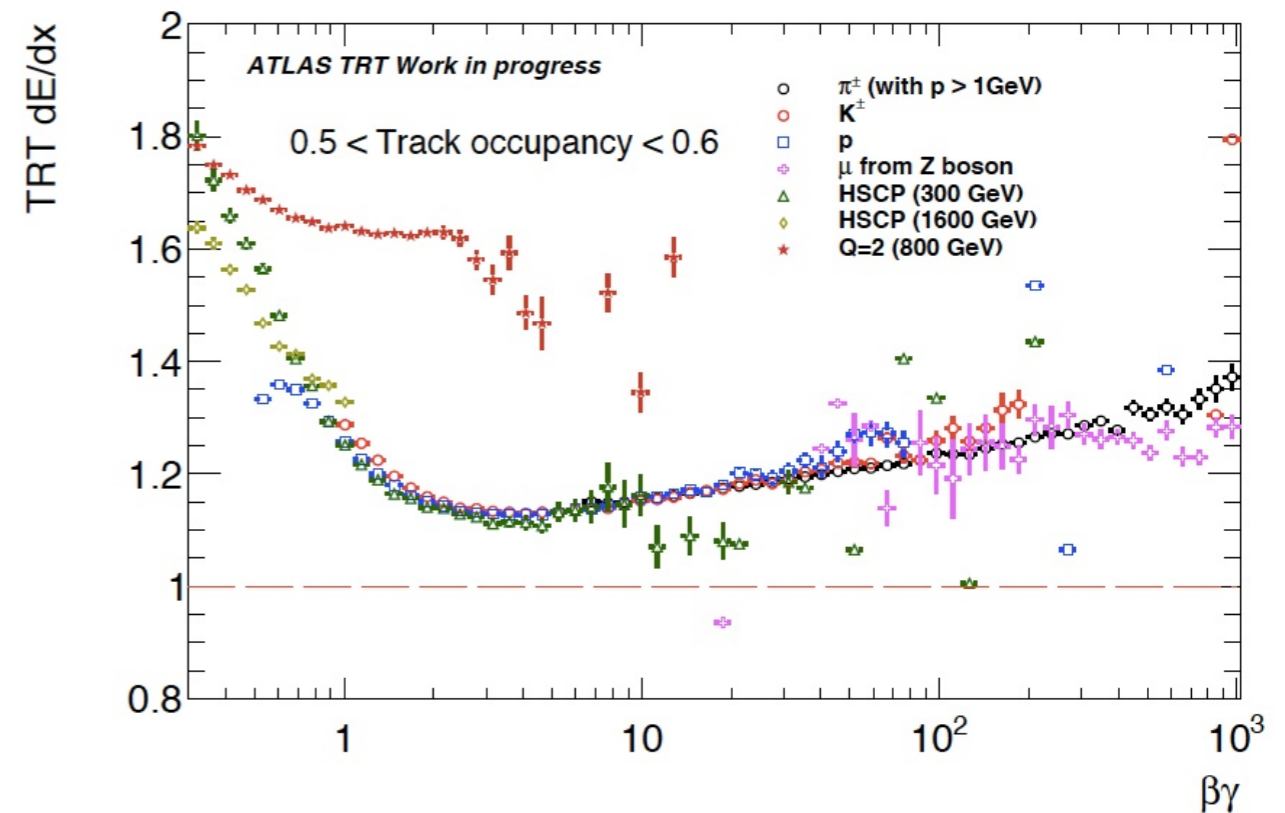 TRT dE/dx
2
1.8
1.6
1.4
1.2
1
0.8
ATLAS TRT Work in progress
0.5 < Track occupancy < 0.6
π± (with p > 1GeV)
K±
p
μ from Z boson
HSCP (300 GeV)
HSCP (1600 GeV)
Q=2 (800 GeV)
1 10 10² 10³
βγ